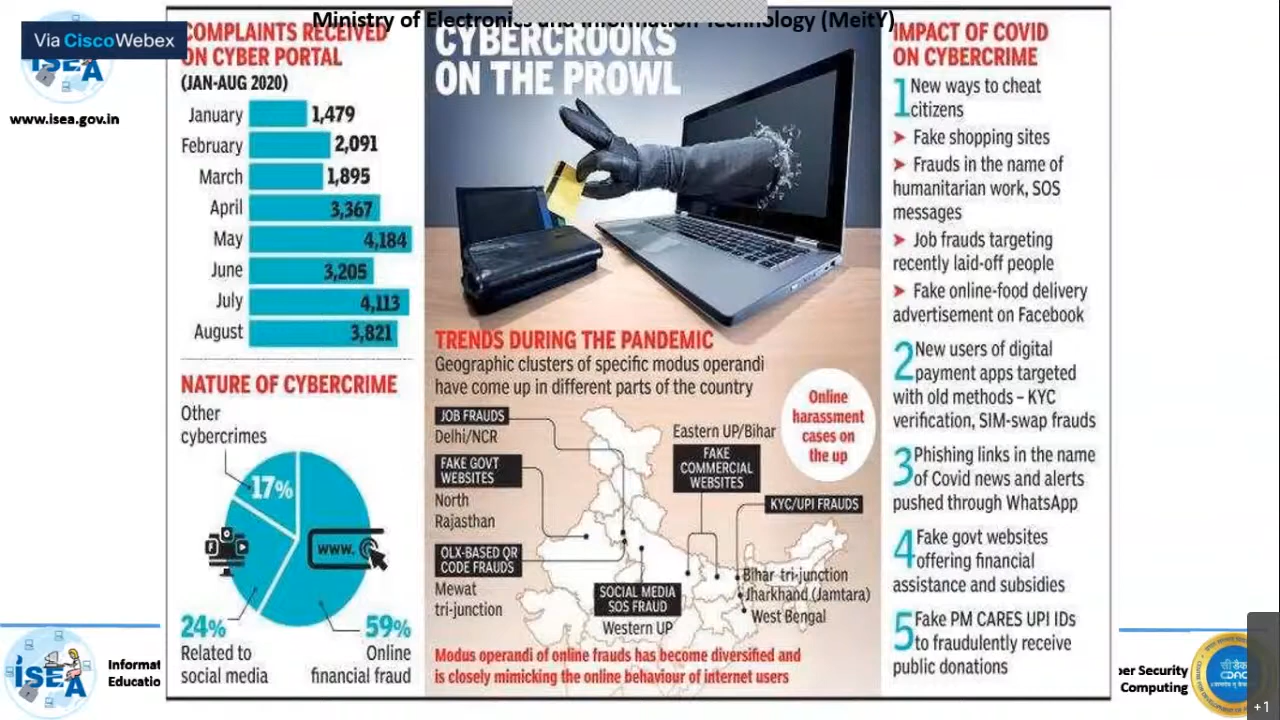 Ministry of Electronics and Information Technology (MeitY)
Via CiscoWebex
ISEA
www.isea.gov.in
COMPLAINTS RECEIVED
ON CYBER PORTAL
(JAN-AUG 2020)
January 1,479
February 2,091
March 1,895
April 3,367
May 4,184
June 3,205
July 4,113
August 3,821
NATURE OF CYBERCRIME
Other
cybercrimes
17%
www.
24%
Related to
social media
59%
Online
financial fraud
CYBERCROOKS
ON THE PROWL
TRENDS DURING THE PANDEMIC
Geographic clusters of specific modus operandi
have come up in different parts of the country
Online
harassment
cases on
the up
JOB FRAUDS
Delhi/NCR
FAKE GOVT
WEBSITES
North
Rajasthan
OLX-BASED QR
CODE FRAUDS
Mewat
tri-junction
SOCIAL MEDIA
SOS FRAUD
Western UP
Eastern UP/Bihar
FAKE
COMMERCIAL
WEBSITES
KYC/UPI FRAUDS
Bihar tri-junction
Jharkhand (Jamtara)
West Bengal
Modus operandi of online frauds has become diversified and
is closely mimicking the online behaviour of internet users
IMPACT OF COVID
ON CYBERCRIME
1 New ways to cheat
citizens
➤ Fake shopping sites
➤ Frauds in the name of
humanitarian work, SOS
messages
➤ Job frauds targeting
recently laid-off people
➤ Fake online-food delivery
advertisement on Facebook
2 New users of digital
payment apps targeted
with old methods – KYC
verification, SIM-swap frauds
3 Phishing links in the name
of Covid news and alerts
pushed through WhatsApp
4 Fake govt websites
offering financial
assistance and subsidies
5 Fake PM CARES UPI IDs
to fraudulently receive
public donations
ISEA
Informat
Educatio
ber Security
Computing
सीडैक
CDAC
+1